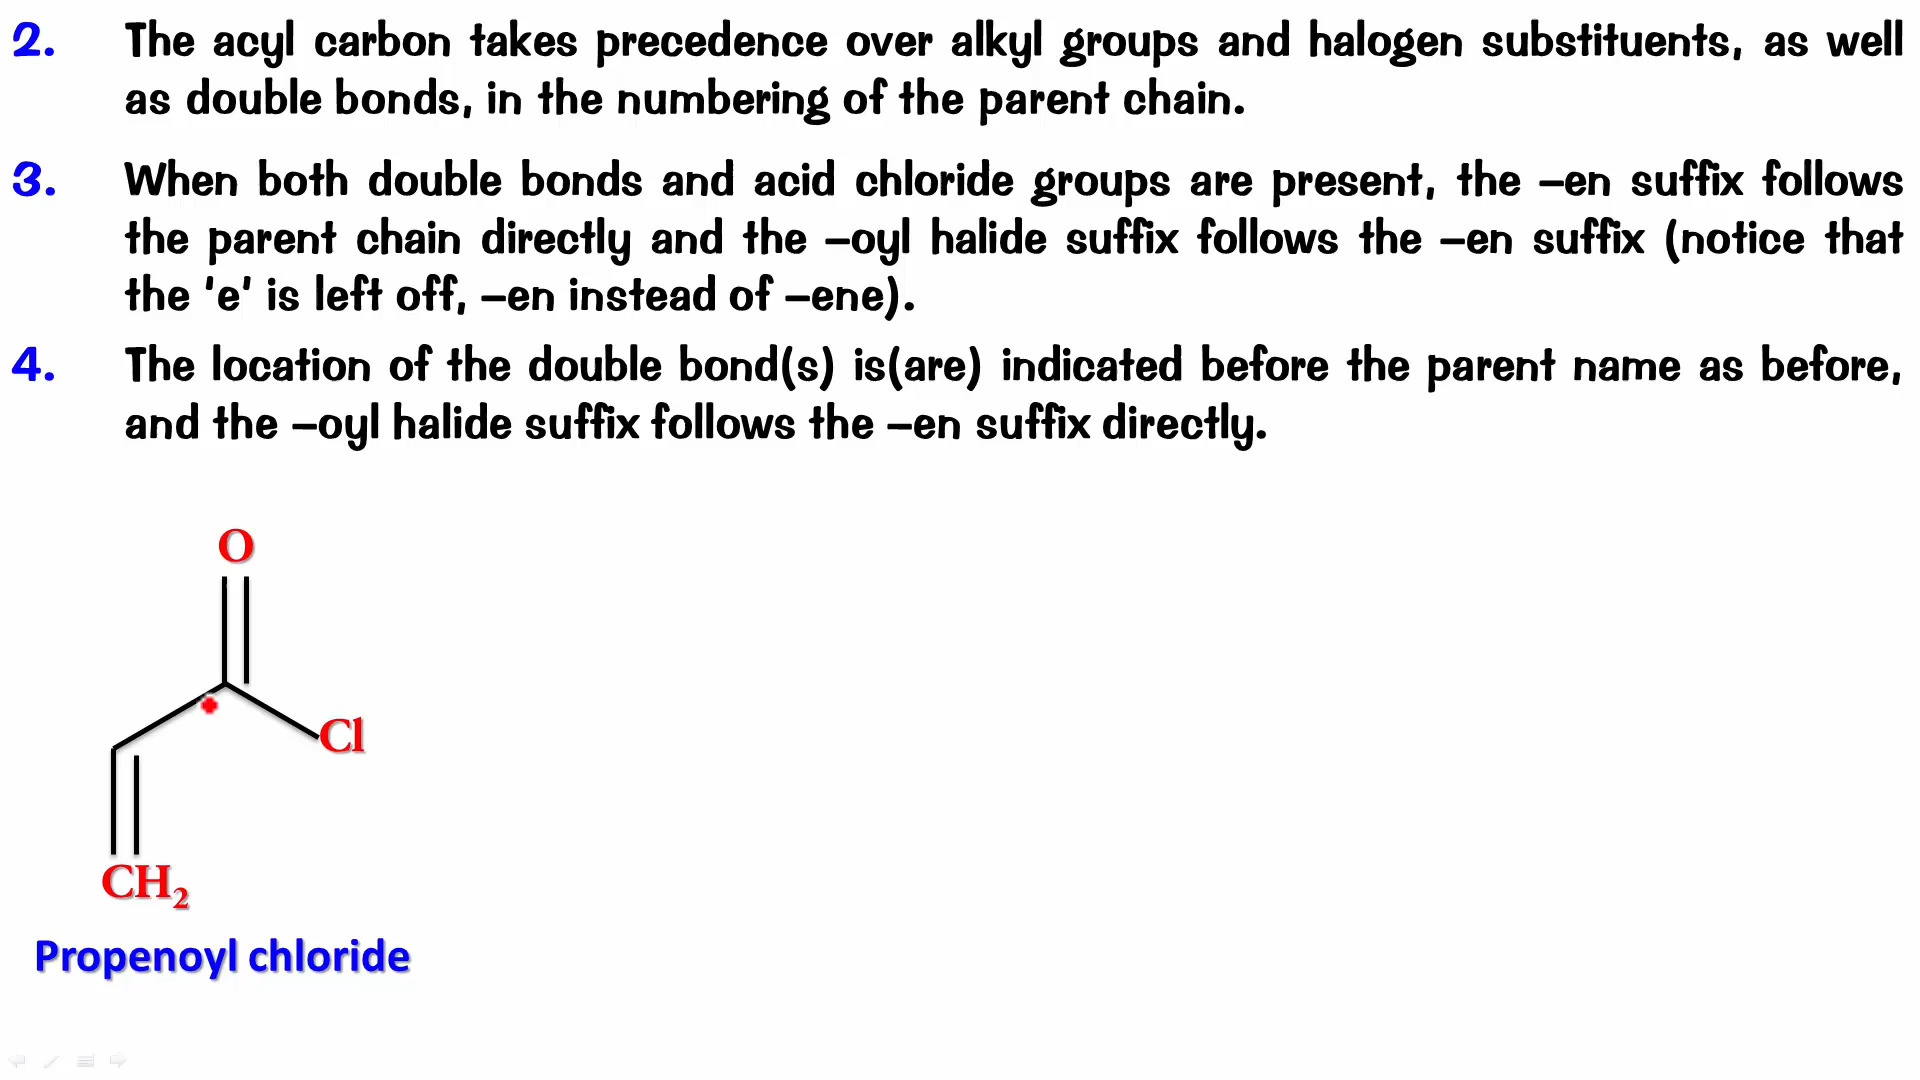 2. The acyl carbon takes precedence over alkyl groups and halogen substituents, as well
as double bonds, in the numbering of the parent chain.
3. When both double bonds and acid chloride groups are present, the –en suffix follows
the parent chain directly and the –oyl halide suffix follows the –en suffix (notice that
the 'e' is left off, –en instead of –ene).
4. The location of the double bond(s) is(are) indicated before the parent name as before,
and the –oyl halide suffix follows the –en suffix directly.
O
Cl
CH₂
Propenoyl chloride